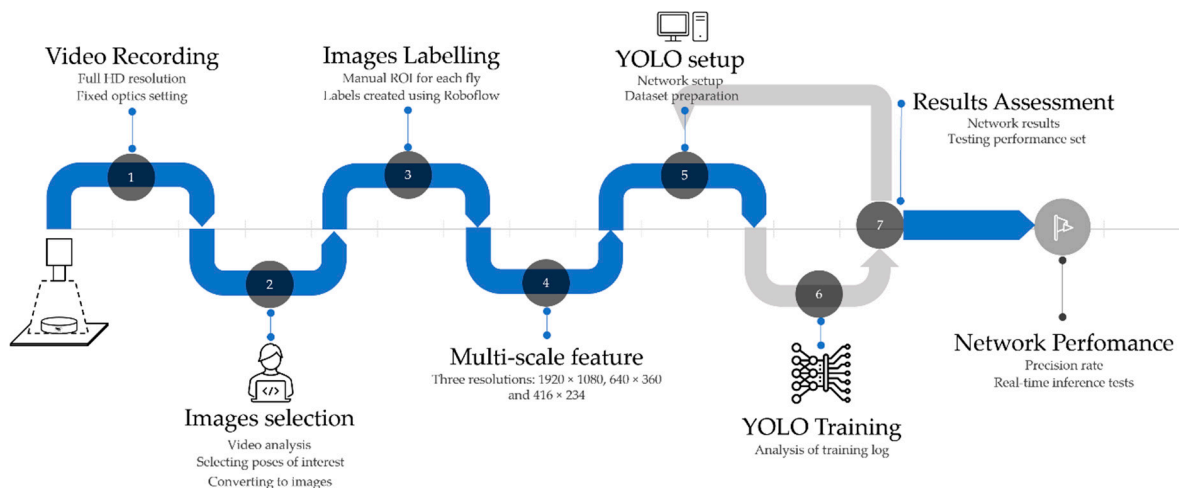 Video Recording
Full HD resolution
Fixed optics setting
1
2
Images selection
Video analysis
Selecting poses of interest
Converting to images
Images Labelling
Manual ROI for each fly
Labels created using Roboflow
3
4
Multi-scale feature
Three resolutions: 1920 × 1080, 640 × 360
and 416 × 234
YOLO setup
Network setup
Dataset preparation
5
6
YOLO Training
Analysis of training log
7
Results Assessment
Network results
Testing performance set
Network Perfomance
Precision rate
Real-time inference tests